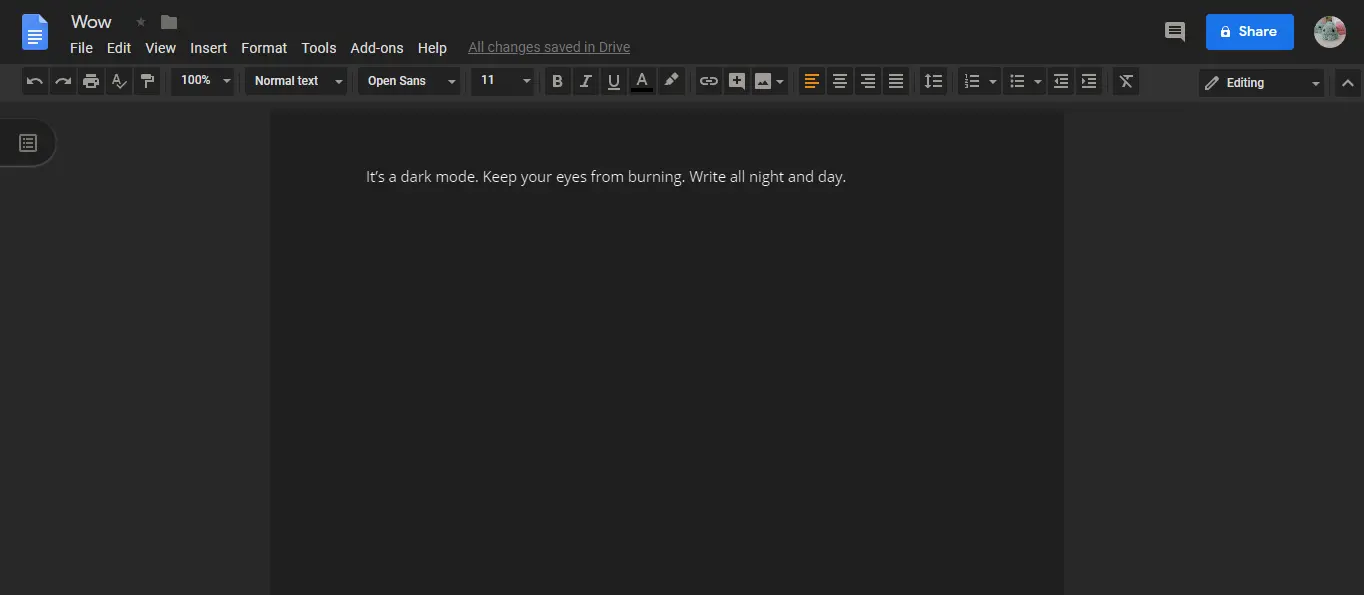 Wow
File Edit View Insert Format Tools Add-ons Help All changes saved in Drive
Share
100% Normal text Open Sans 11 B I U A Editing
It’s a dark mode. Keep your eyes from burning. Write all night and day.